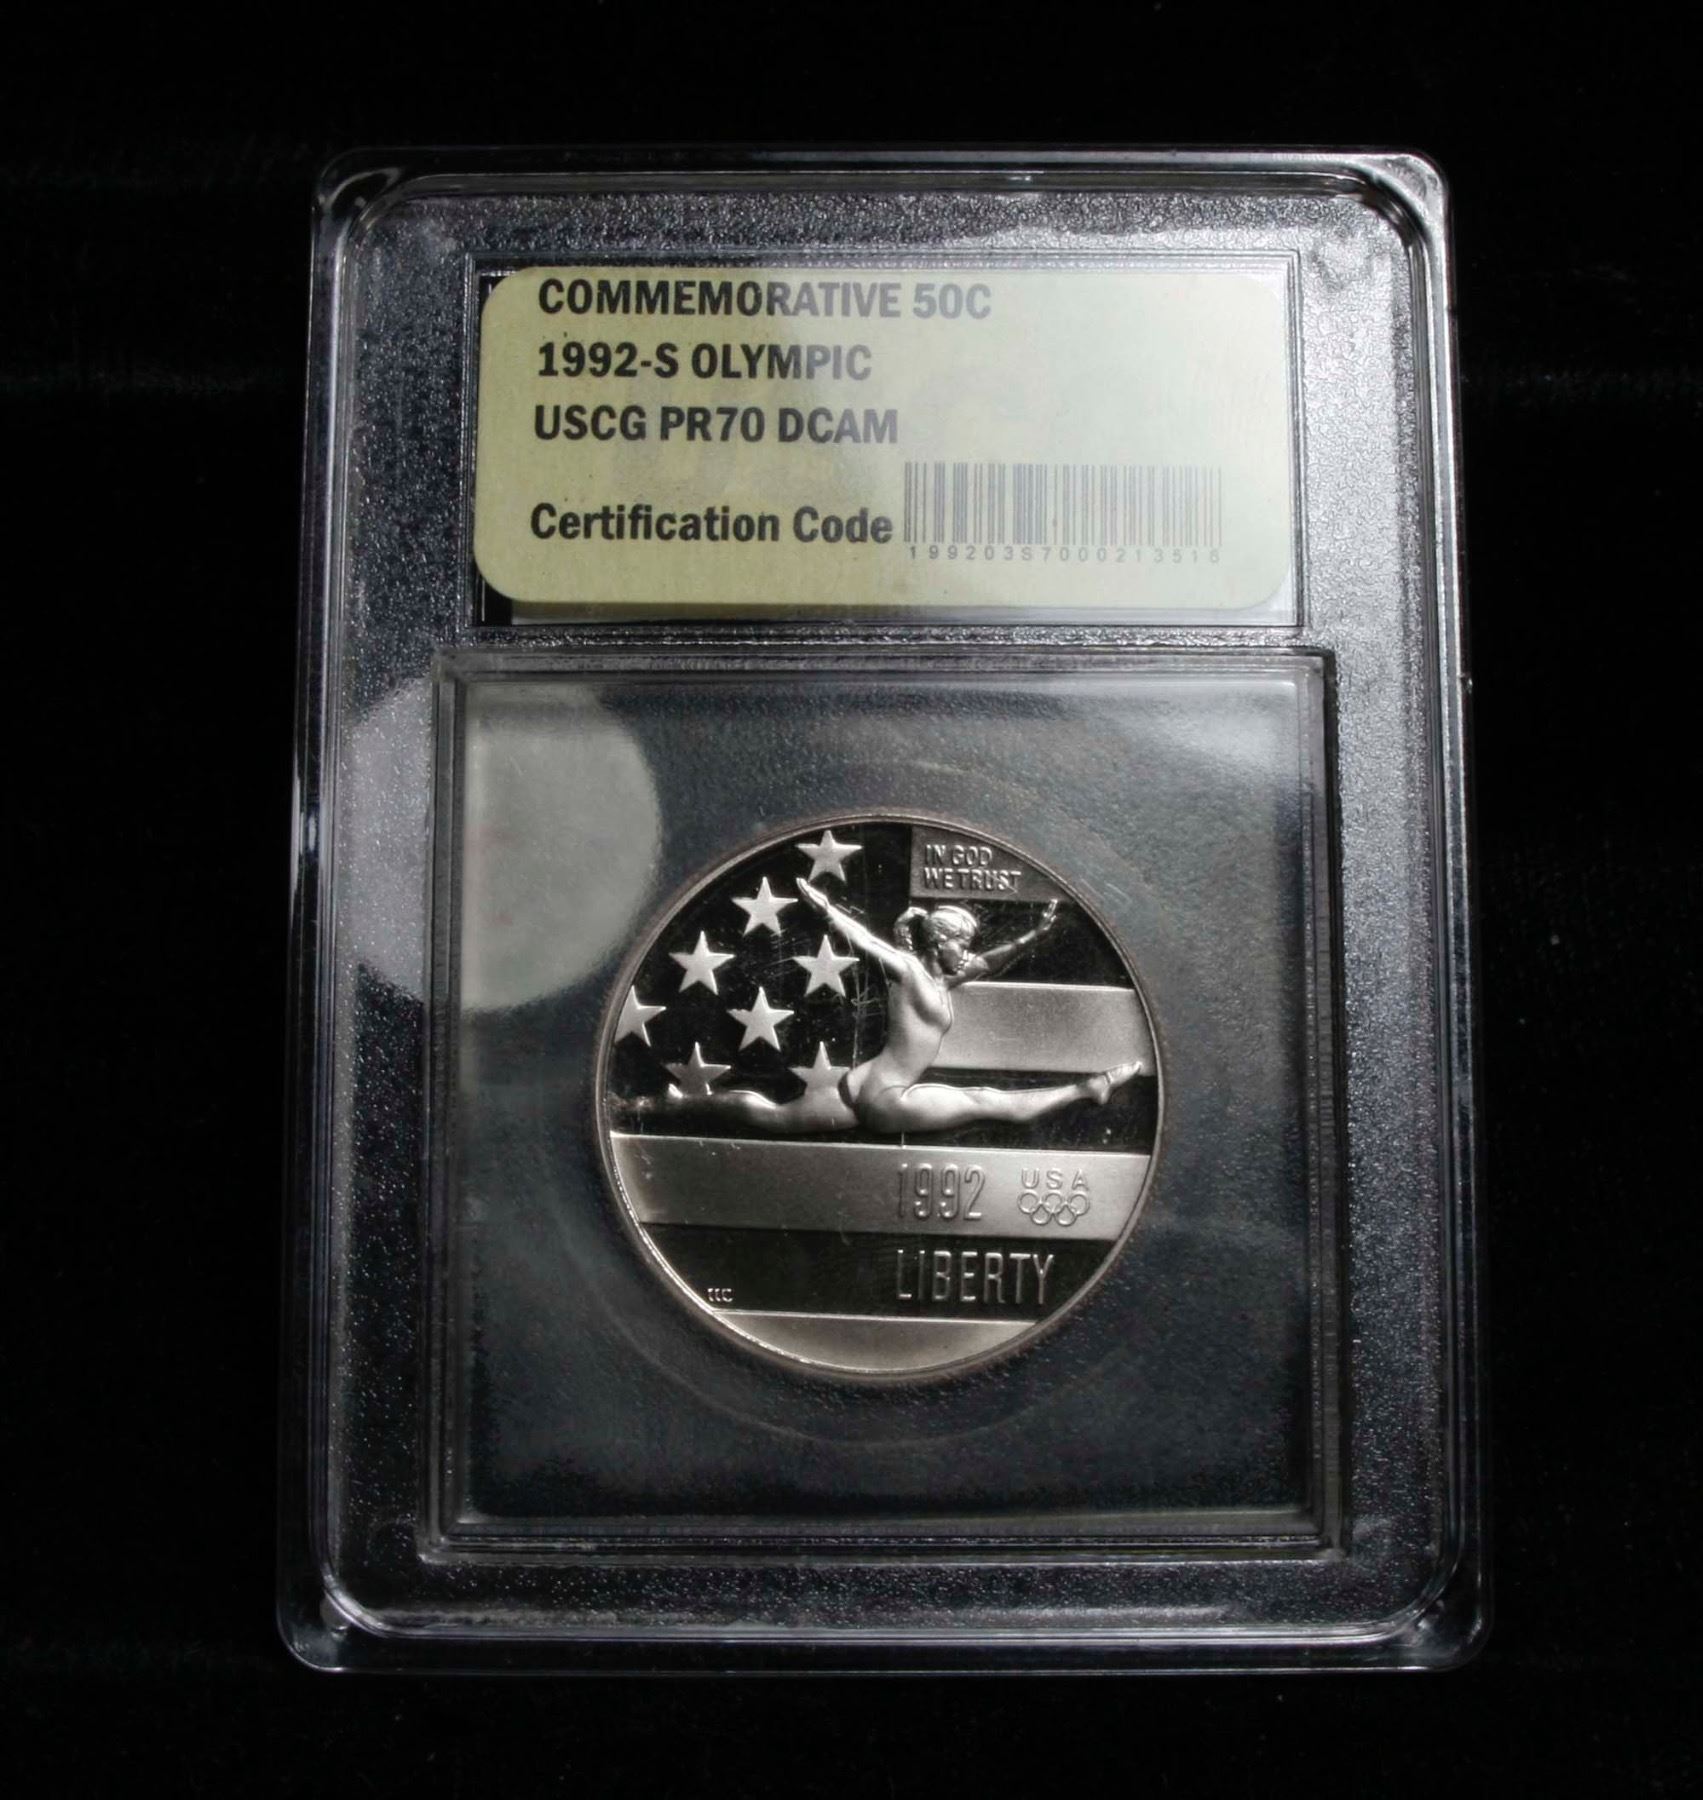 COMMEMORATIVE 50C
1992-S OLYMPIC
USCG PR70 DCAM
Certification Code
199203S7000213516
IN GOD
WE TRUST
1992 USA
LIBERTY